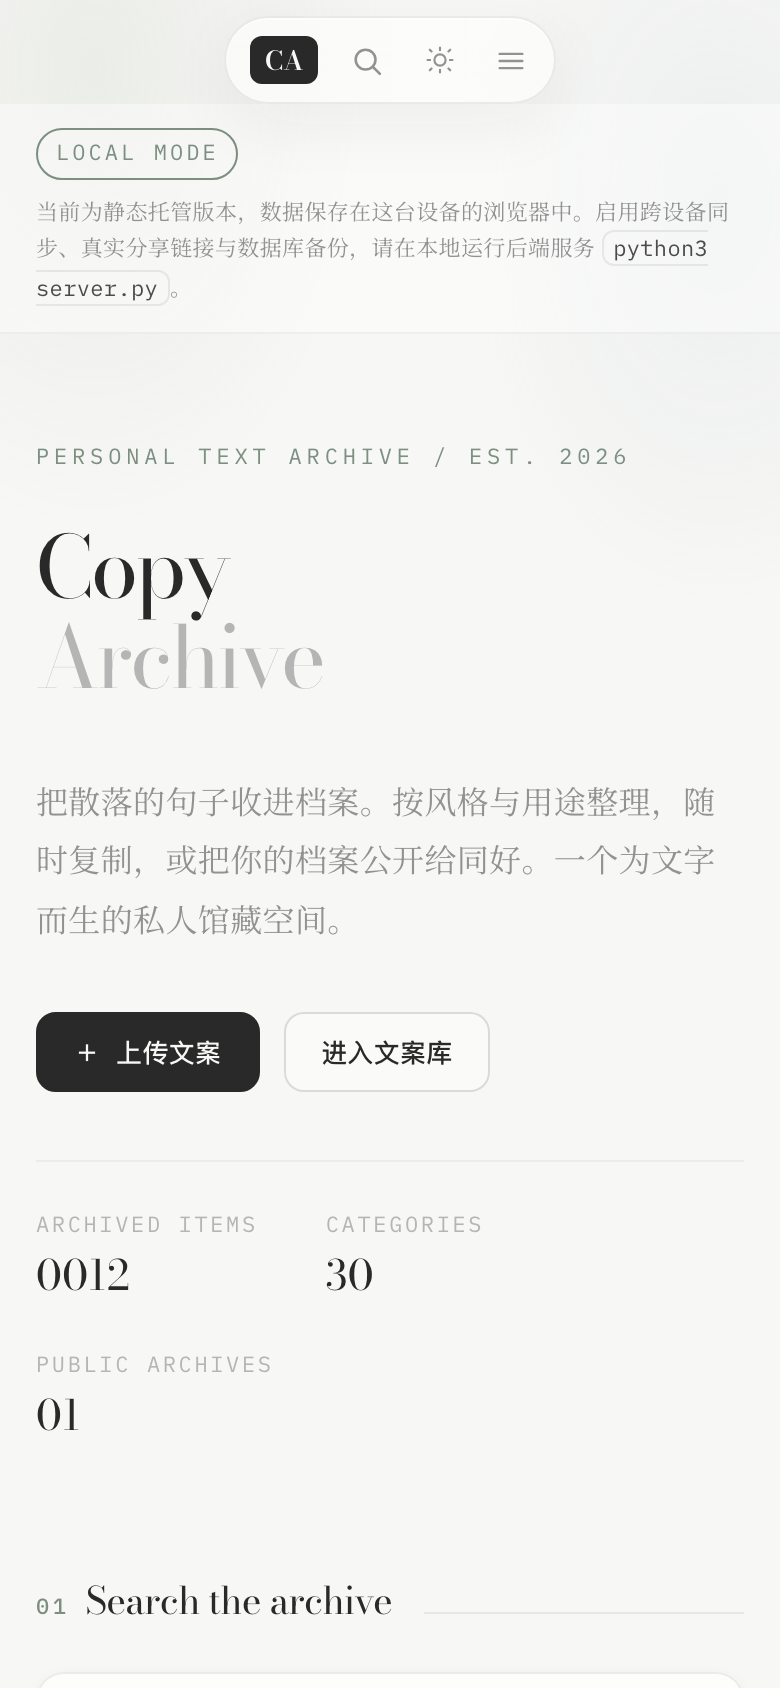 CA
LOCAL MODE
当前为静态托管版本，数据保存在这台设备的浏览器中。启用跨设备同
步、真实分享链接与数据库备份，请在本地运行后端服务 python3
server.py。
PERSONAL TEXT ARCHIVE / EST. 2026
Copy
Archive
把散落的句子收进档案。按风格与用途整理，随
时复制，或把你的档案公开给同好。一个为文字
而生的私人馆藏空间。
+ 上传文案 进入文案库
ARCHIVED ITEMS CATEGORIES
0012 30
PUBLIC ARCHIVES
01
01 Search the archive